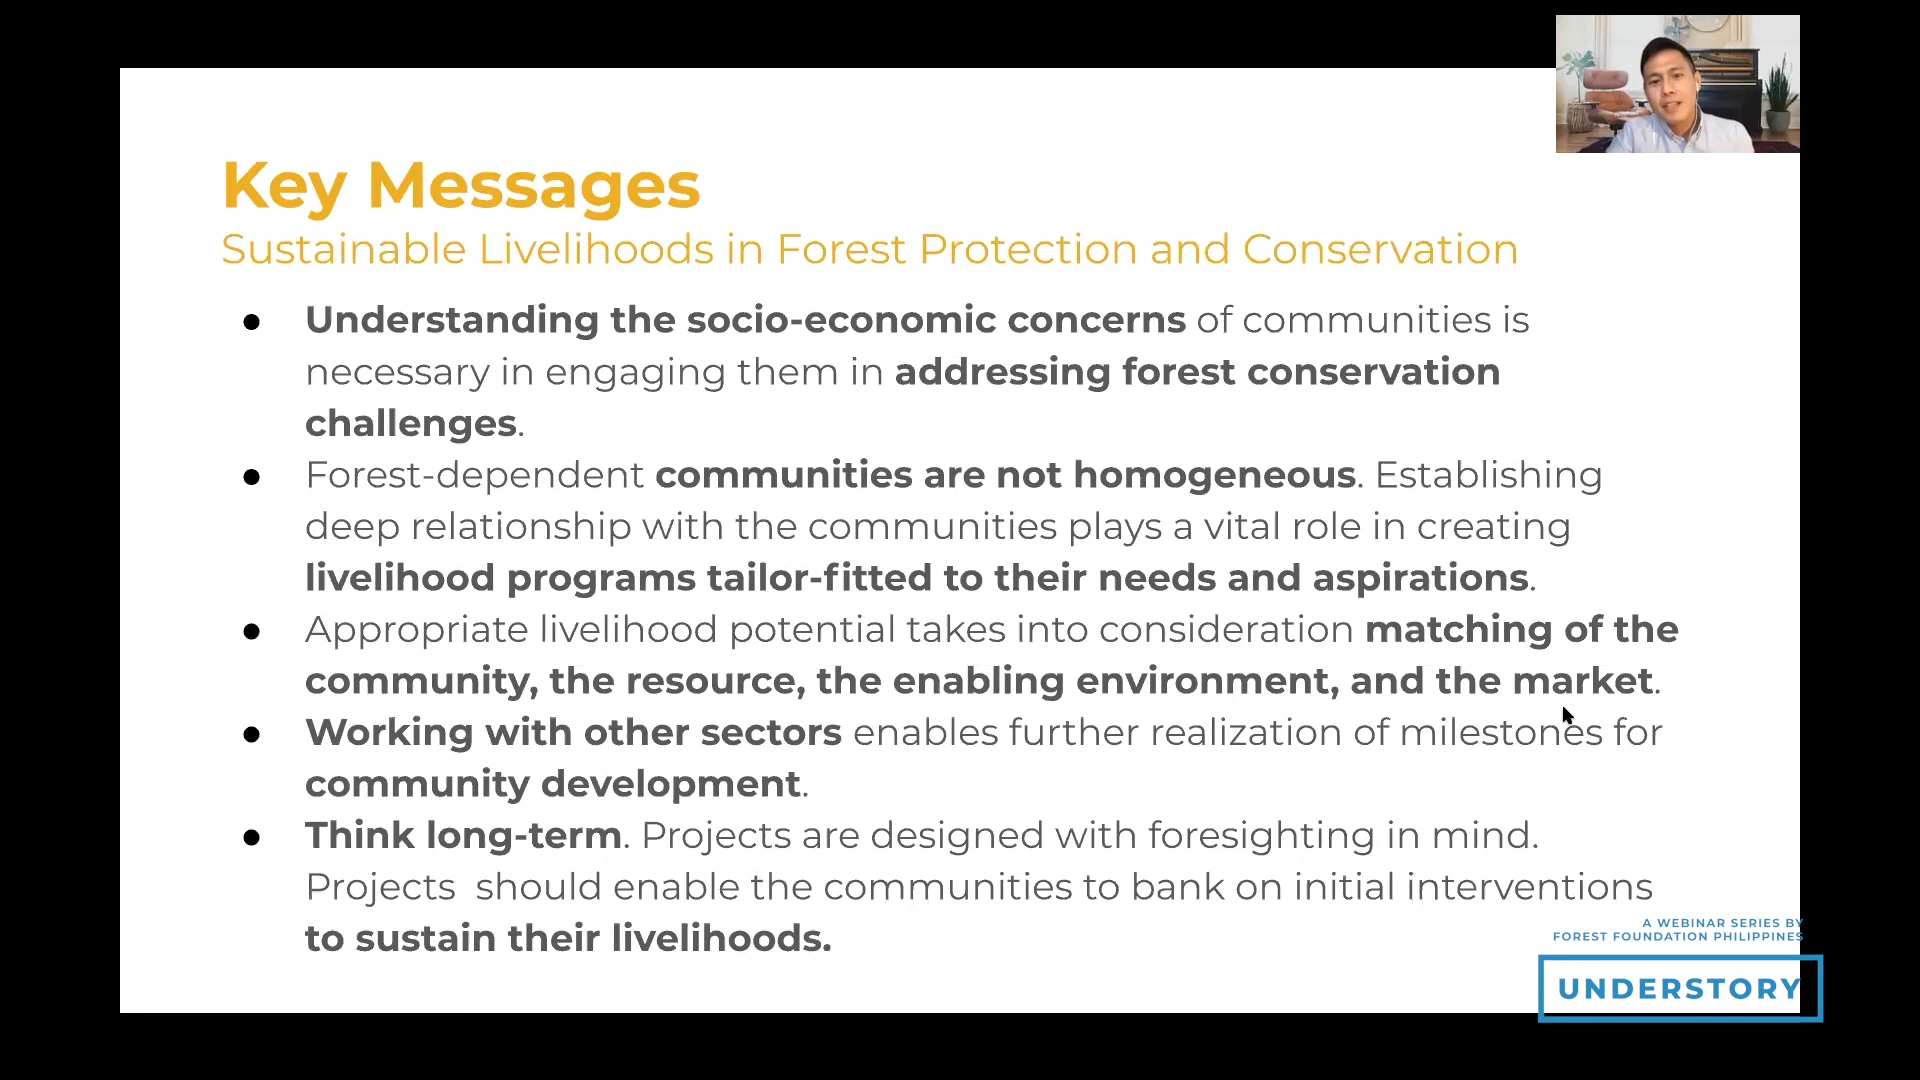 Key Messages
Sustainable Livelihoods in Forest Protection and Conservation
● Understanding the socio-economic concerns of communities is
necessary in engaging them in addressing forest conservation
challenges.
● Forest-dependent communities are not homogeneous. Establishing
deep relationship with the communities plays a vital role in creating
livelihood programs tailor-fitted to their needs and aspirations.
● Appropriate livelihood potential takes into consideration matching of the
community, the resource, the enabling environment, and the market.
● Working with other sectors enables further realization of milestones for
community development.
● Think long-term. Projects are designed with foresighting in mind.
Projects  should enable the communities to bank on initial interventions
to sustain their livelihoods.
A WEBINAR SERIES BY
FOREST FOUNDATION PHILIPPINES
UNDERSTORY